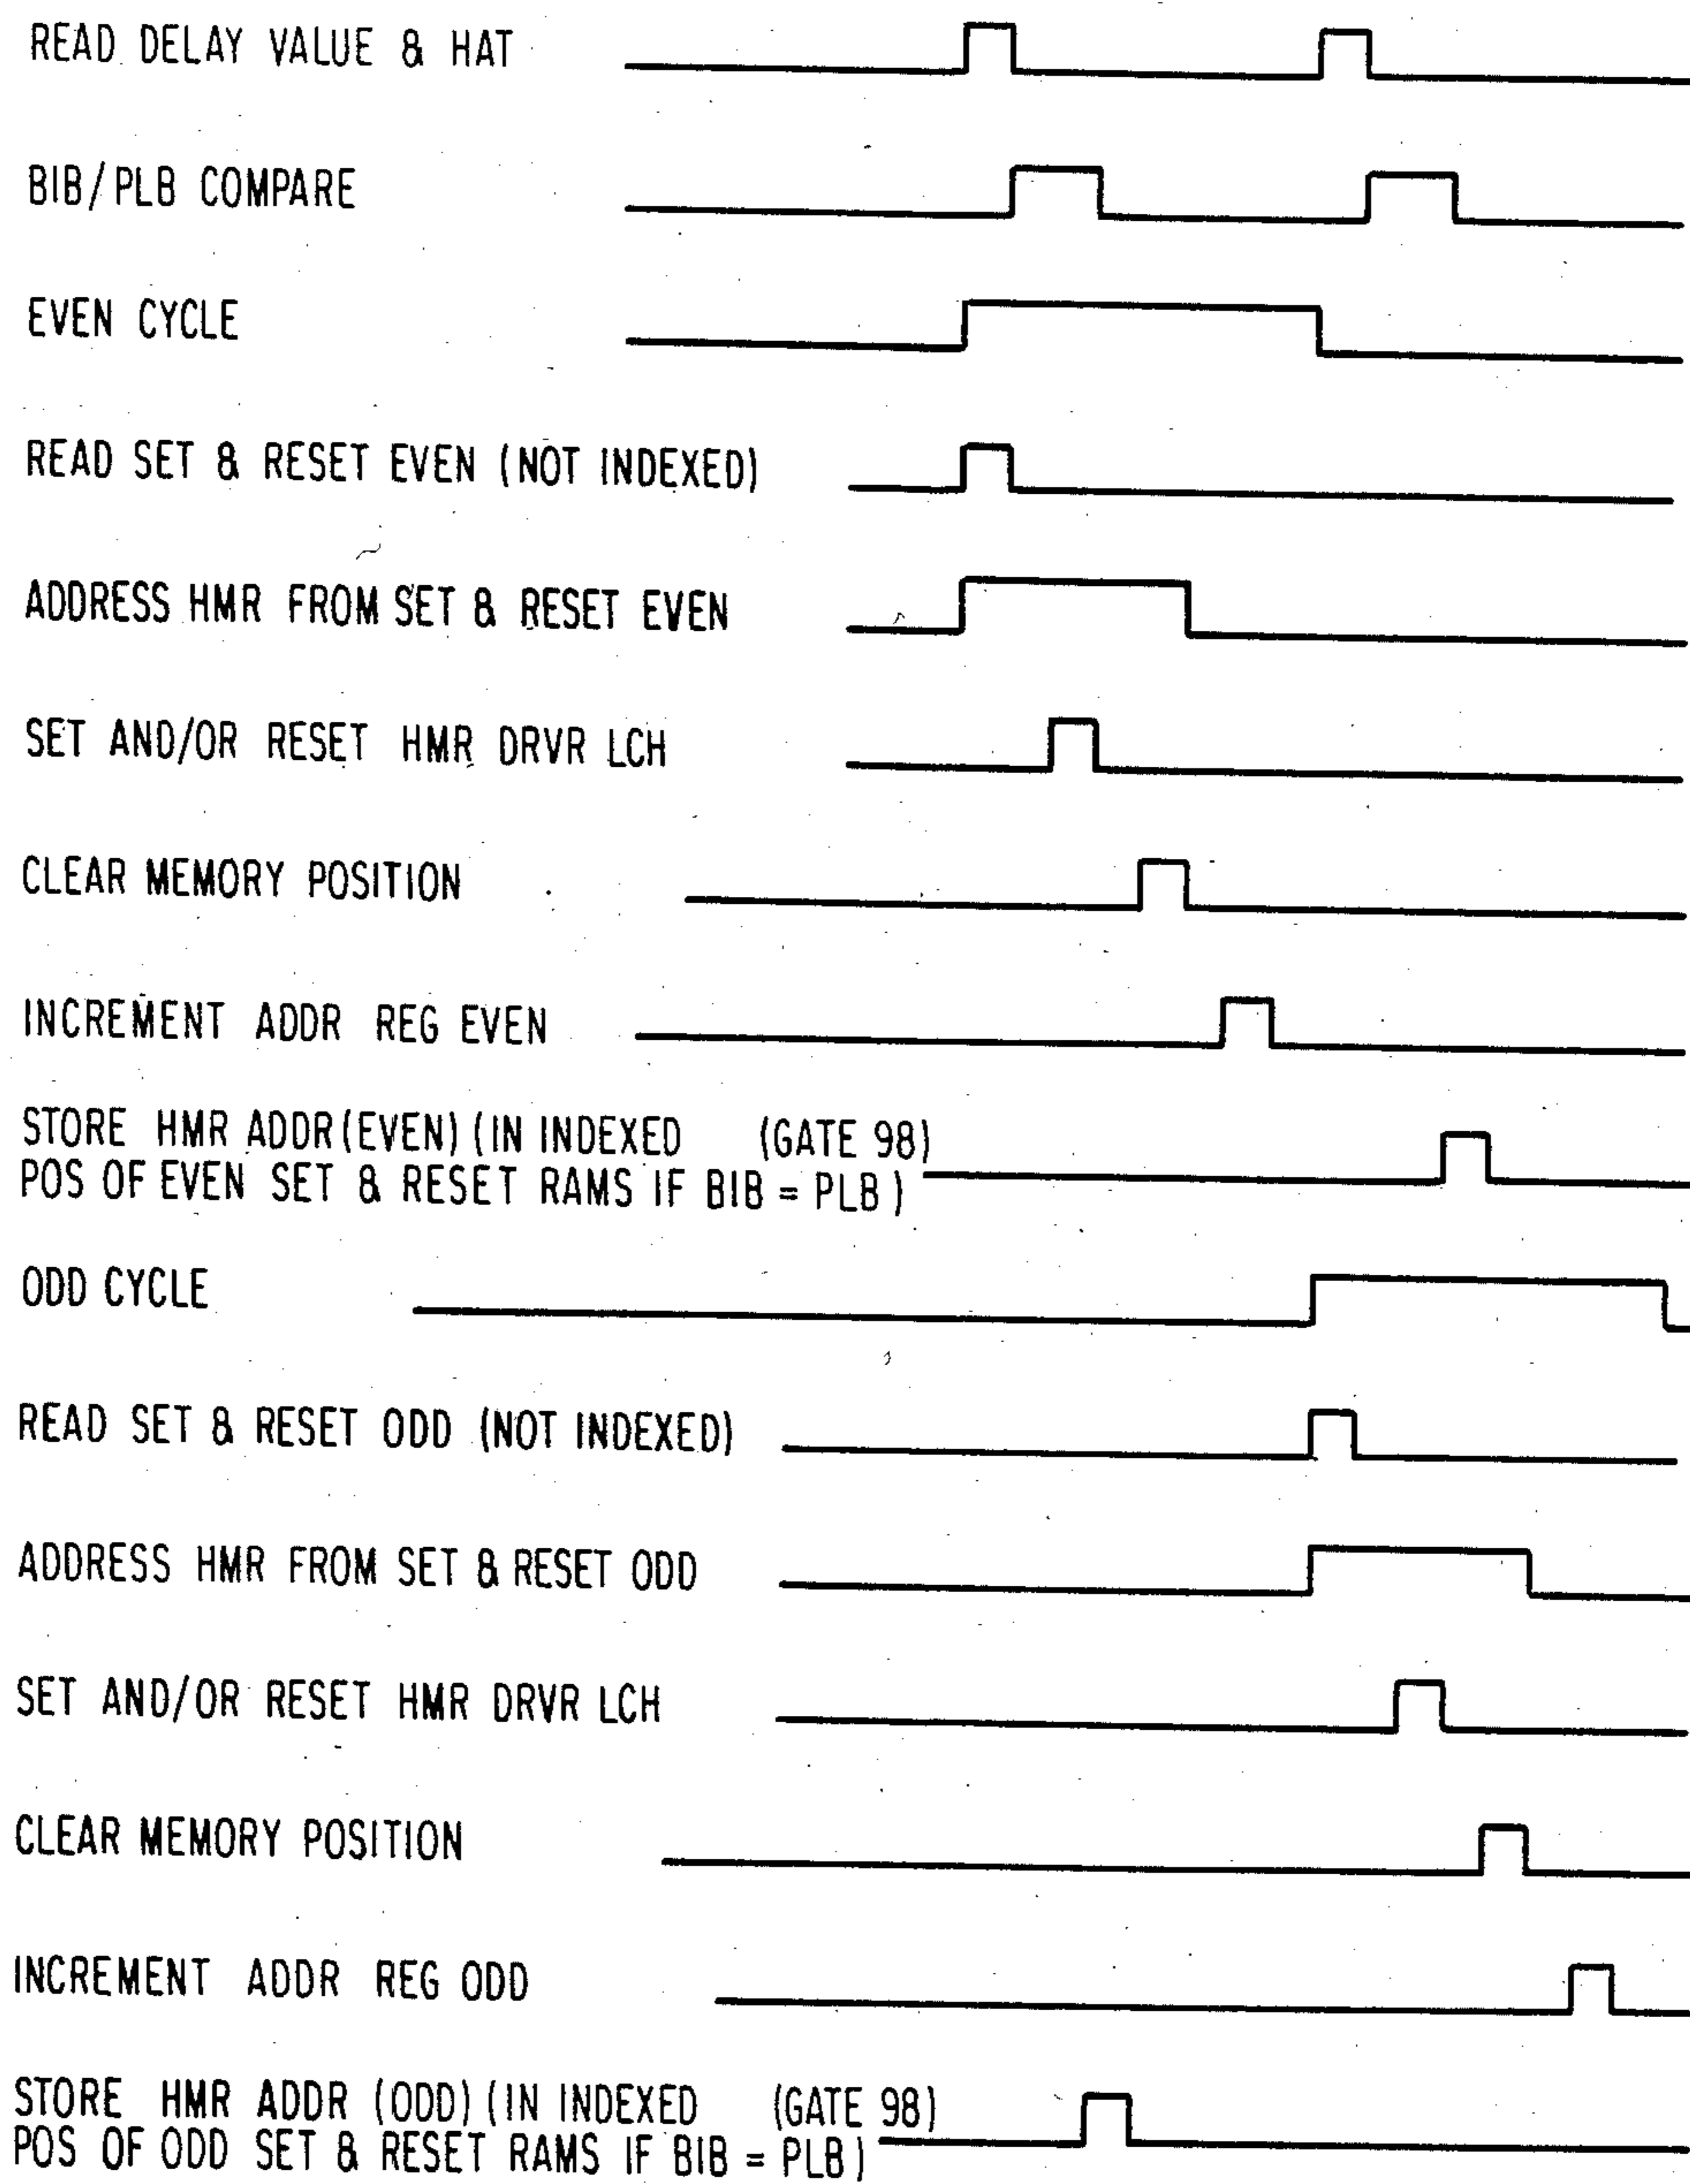 READ DELAY VALUE & HAT
BIB/PLB COMPARE
EVEN CYCLE
READ SET & RESET EVEN (NOT INDEXED)
ADDRESS HMR FROM SET & RESET EVEN
SET AND/OR RESET HMR DRVR LCH
CLEAR MEMORY POSITION
INCREMENT ADDR REG EVEN
STORE HMR ADDR (EVEN) (IN INDEXED (GATE 98)
POS OF EVEN SET & RESET RAMS IF BIB = PLB)
ODD CYCLE
READ SET & RESET ODD (NOT INDEXED)
ADDRESS HMR FROM SET & RESET ODD
SET AND/OR RESET HMR DRVR LCH
CLEAR MEMORY POSITION
INCREMENT ADDR REG ODD
STORE HMR ADDR (ODD) (IN INDEXED (GATE 98)
POS OF ODD SET & RESET RAMS IF BIB = PLB)